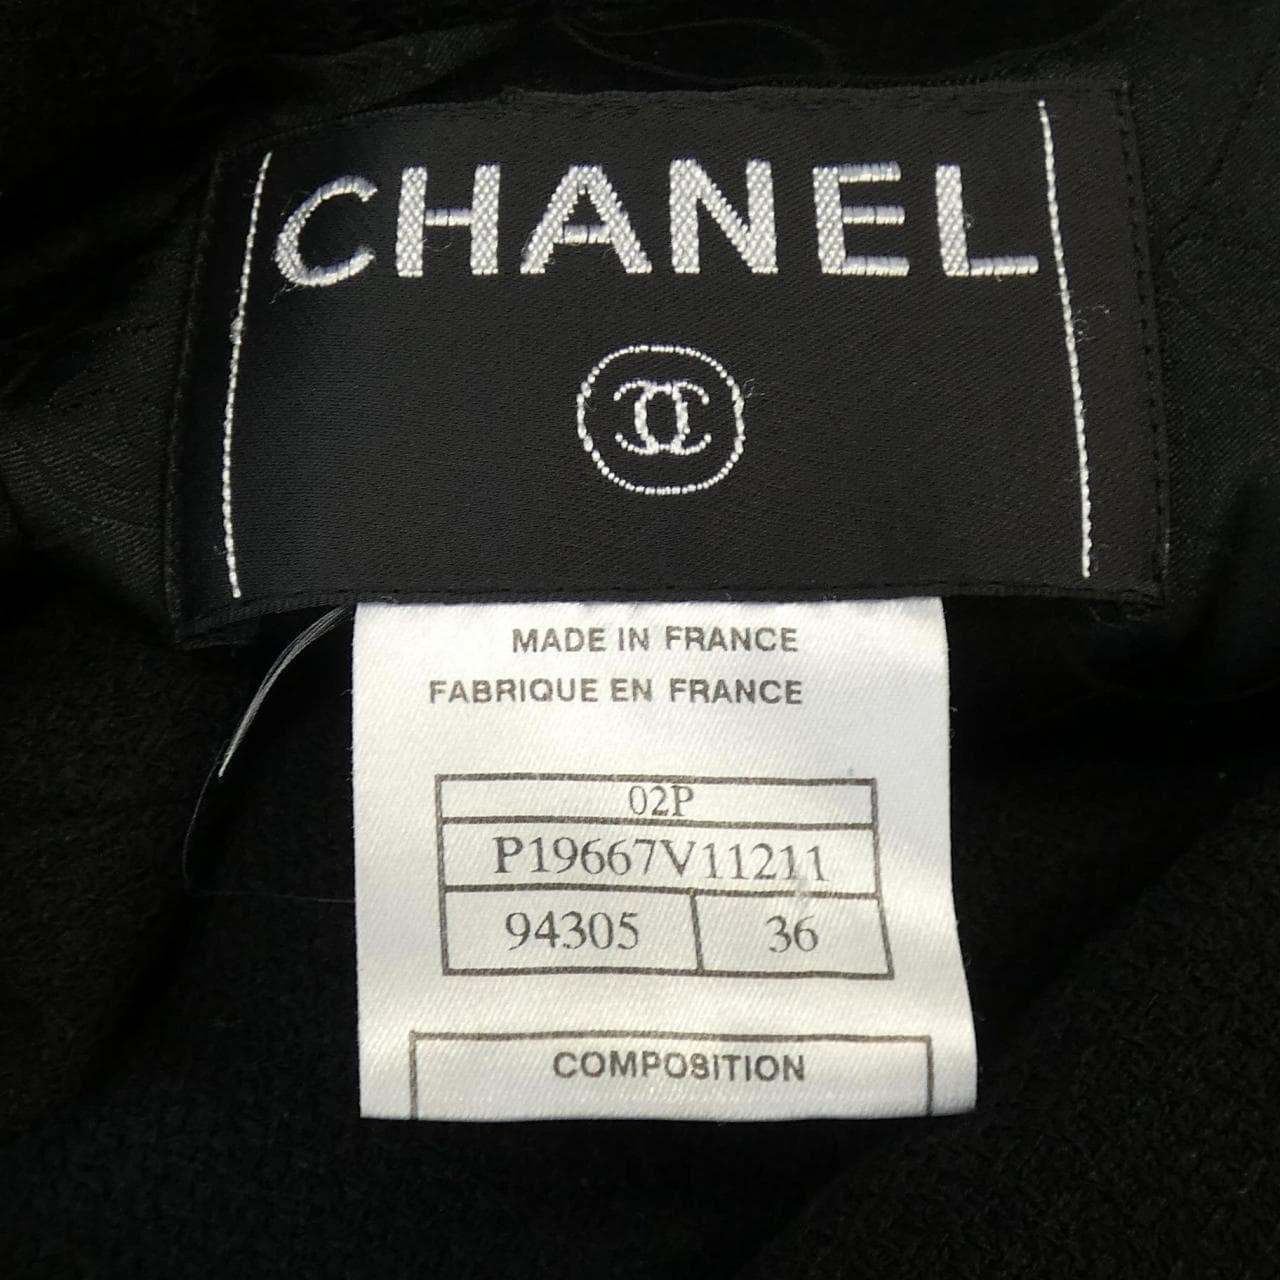 CHANEL
MADE IN FRANCE
FABRIQUE EN FRANCE
02P
P19667V11211
94305 36
COMPOSITION